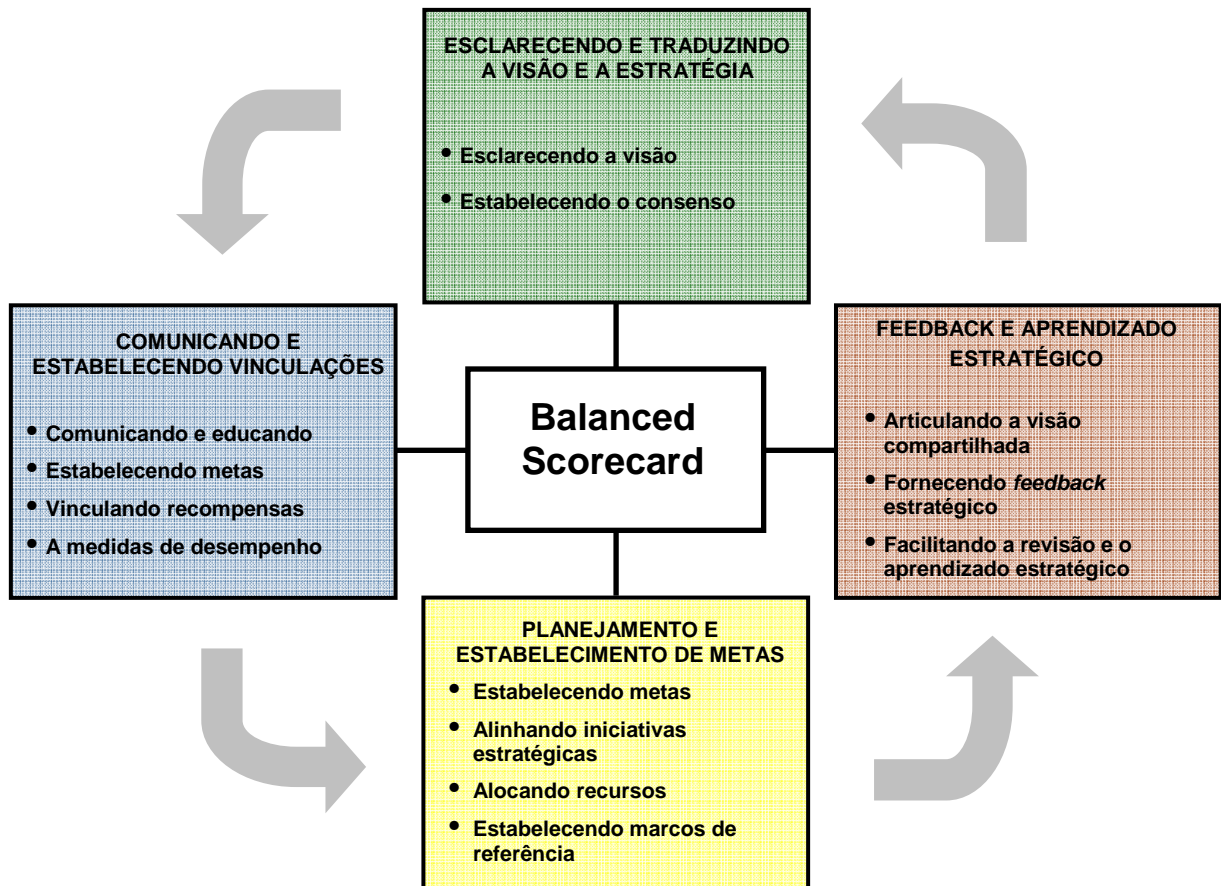 ESCLARECENDO E TRADUZINDO
A VISÃO E A ESTRATÉGIA
• Esclarecendo a visão
• Estabelecendo o consenso
COMUNICANDO E
ESTABELECENDO VINCULAÇÕES
• Comunicando e educando
• Estabelecendo metas
• Vinculando recompensas
• A medidas de desempenho
Balanced
Scorecard
FEEDBACK E APRENDIZADO
ESTRATÉGICO
• Articulando a visão
compartilhada
• Fornecendo feedback
estratégico
• Facilitando a revisão e o
aprendizado estratégico
PLANEJAMENTO E
ESTABELECIMENTO DE METAS
• Estabelecendo metas
• Alinhando iniciativas
estratégicas
• Alocando recursos
• Estabelecendo marcos de
referência